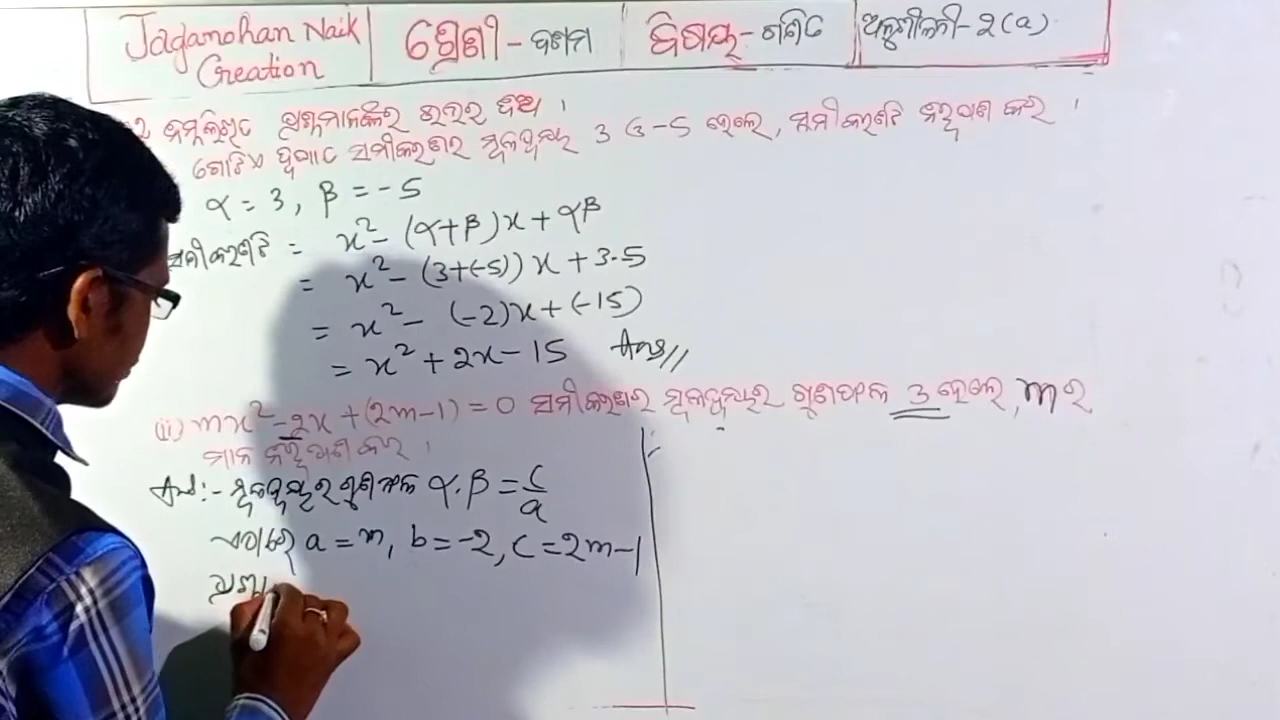 Jaganohan Naik Creation
ଶ୍ରେଣୀ - ଦଶମ
ବିଷୟ - ଗଣିତ
ଅନୁଶୀଳନୀ - 2(a)
ପ୍ରଶ୍ନମାନଙ୍କର ଉତ୍ତର ଦିଅ ।
ଗୋଟିଏ ଦ୍ୱିଘାତ ସମୀକରଣର ମୂଳଦ୍ୱୟ 3 ଓ -5 ହେଲେ, ସମୀକରଣଟି ନିରୂପଣ କର ।
α = 3, β = -5
ସମୀକରଣଟି = x² - (α+β)x + αβ
= x² - (3+(-5))x + 3.5
= x² - (-2)x + (-15)
= x² + 2x - 15 Ans//
(ii) mx² - 2x + (2m-1) = 0 ସମୀକରଣର ମୂଳଦ୍ୱୟର ଗୁଣଫଳ 3 ହେଲେ, m ର
ମାନ ନିରୂପଣ କର ।
Ans:- ମୂଳଦ୍ୱୟର ଗୁଣଫଳ α.β = c/a
ଏଠାରେ a = m, b = -2, c = 2m-1